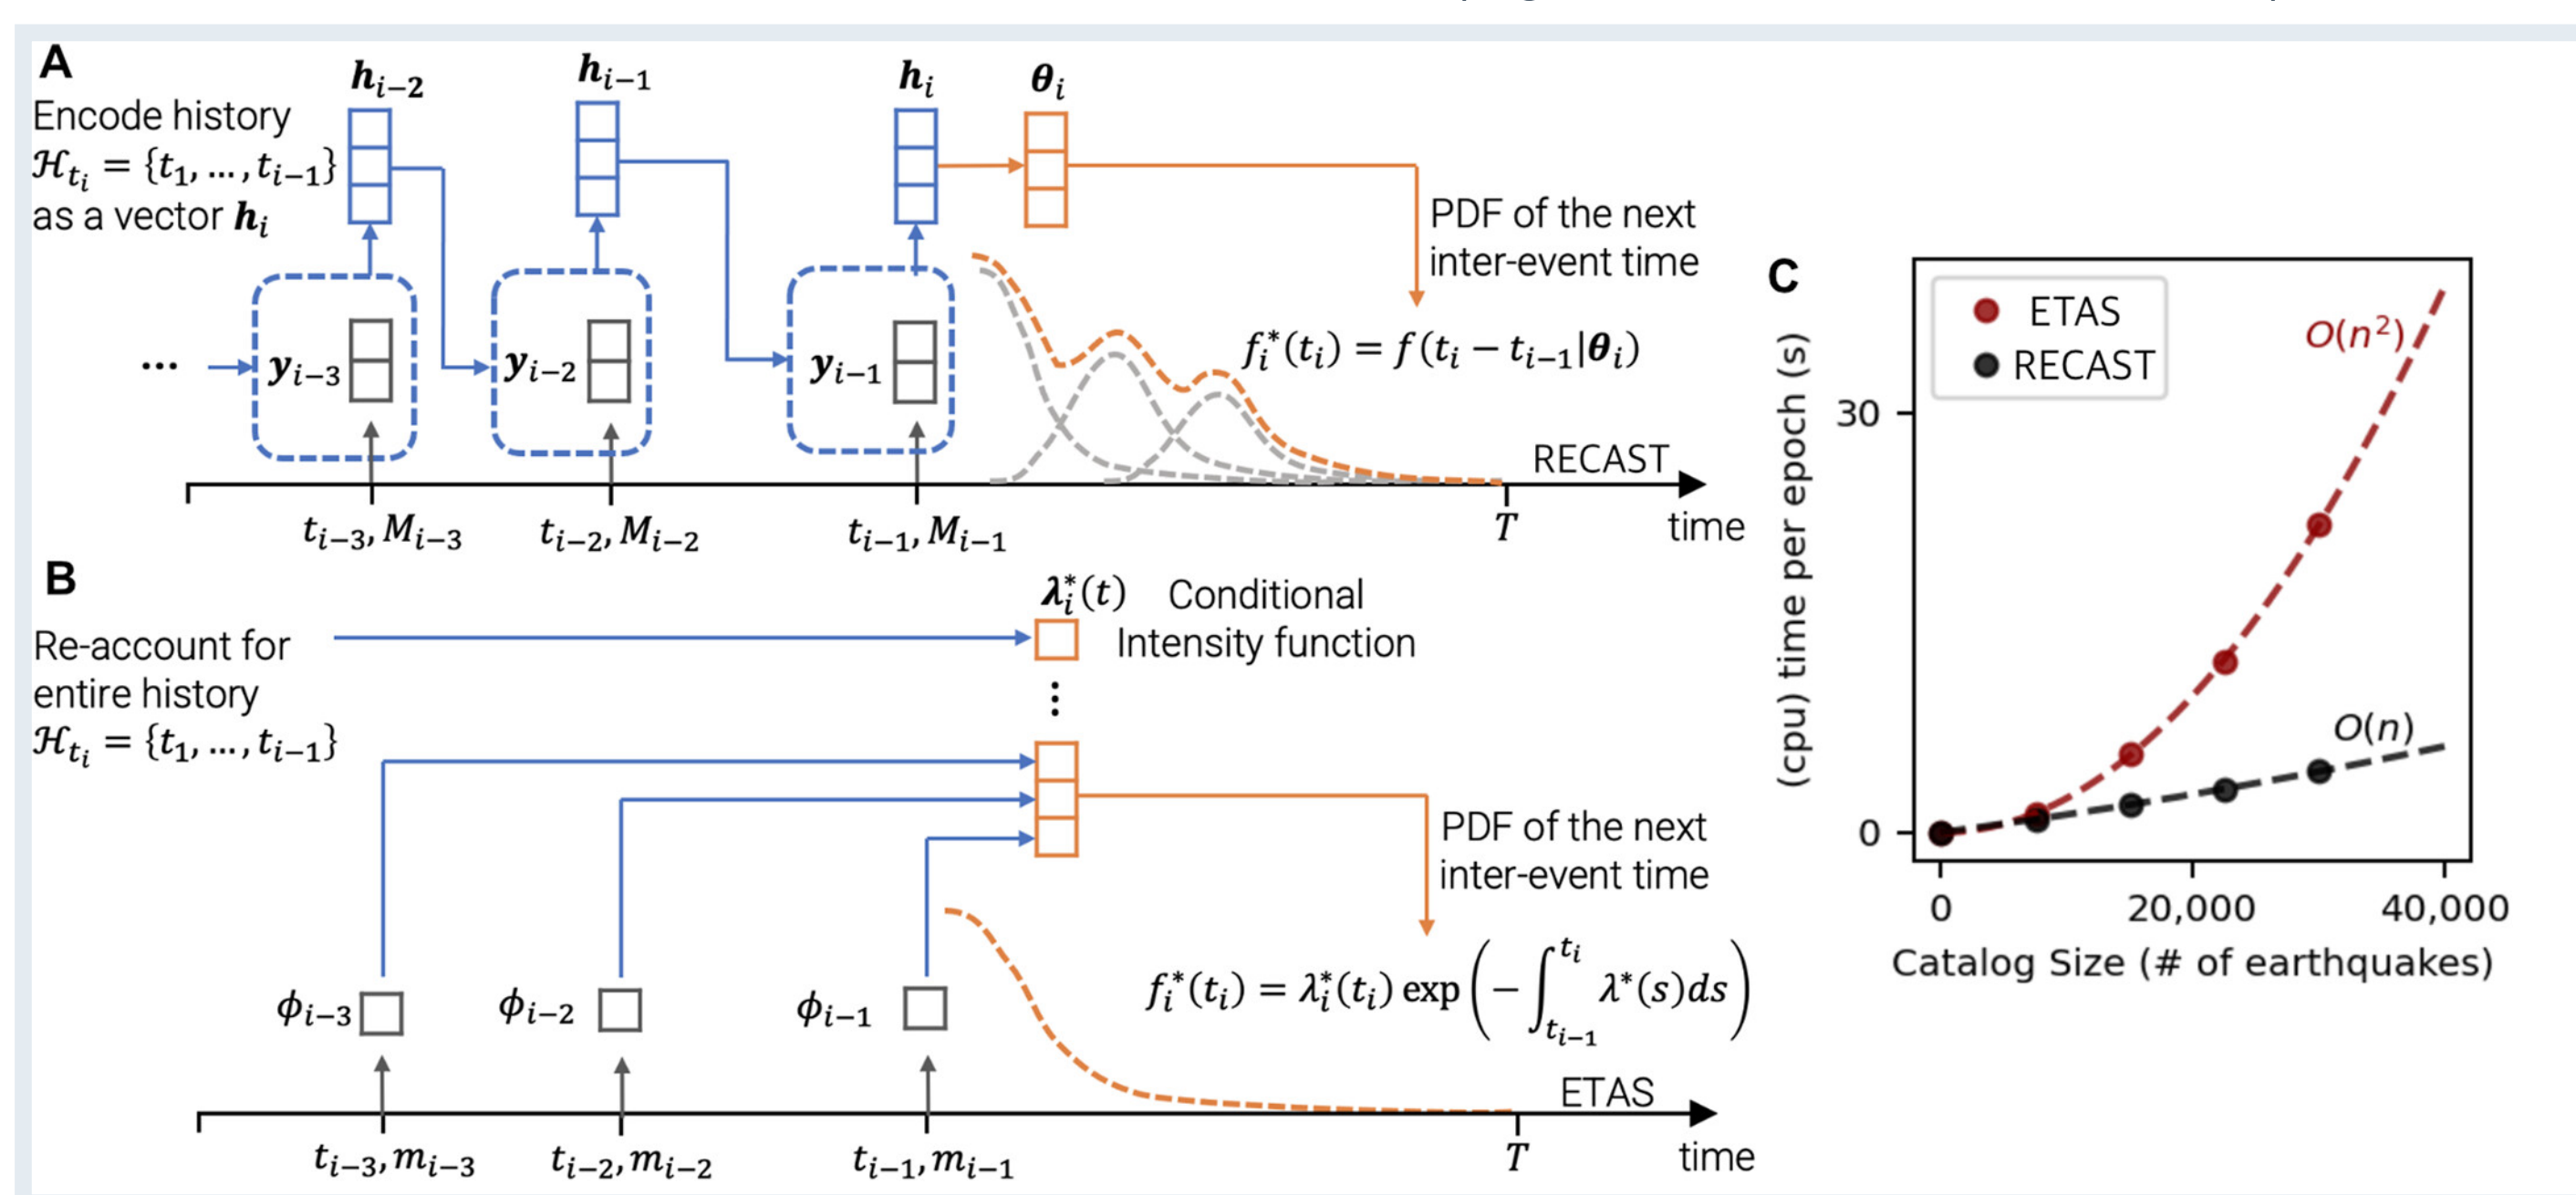 A
Encode history
ℋ_{t_i} = {t_1, ..., t_{i−1}}
as a vector h_i
h_{i−2}
h_{i−1}
h_i
θ_i
...
y_{i−3}
y_{i−2}
y_{i−1}
PDF of the next
inter-event time
f_i^*(t_i) = f(t_i − t_{i−1}|θ_i)
RECAST
t_{i−3}, M_{i−3}
t_{i−2}, M_{i−2}
t_{i−1}, M_{i−1}
T
time
B
Re-account for
entire history
ℋ_{t_i} = {t_1, ..., t_{i−1}}
λ_i^*(t)
Conditional
Intensity function
⋮
PDF of the next
inter-event time
ϕ_{i−3}
ϕ_{i−2}
ϕ_{i−1}
f_i^*(t_i) = λ_i^*(t_i) exp(−∫_{t_{i−1}}^{t_i} λ^*(s)ds)
ETAS
t_{i−3}, m_{i−3}
t_{i−2}, m_{i−2}
t_{i−1}, m_{i−1}
T
time
C
ETAS
RECAST
O(n²)
O(n)
(cpu) time per epoch (s)
30
0
0
20,000
40,000
Catalog Size (# of earthquakes)